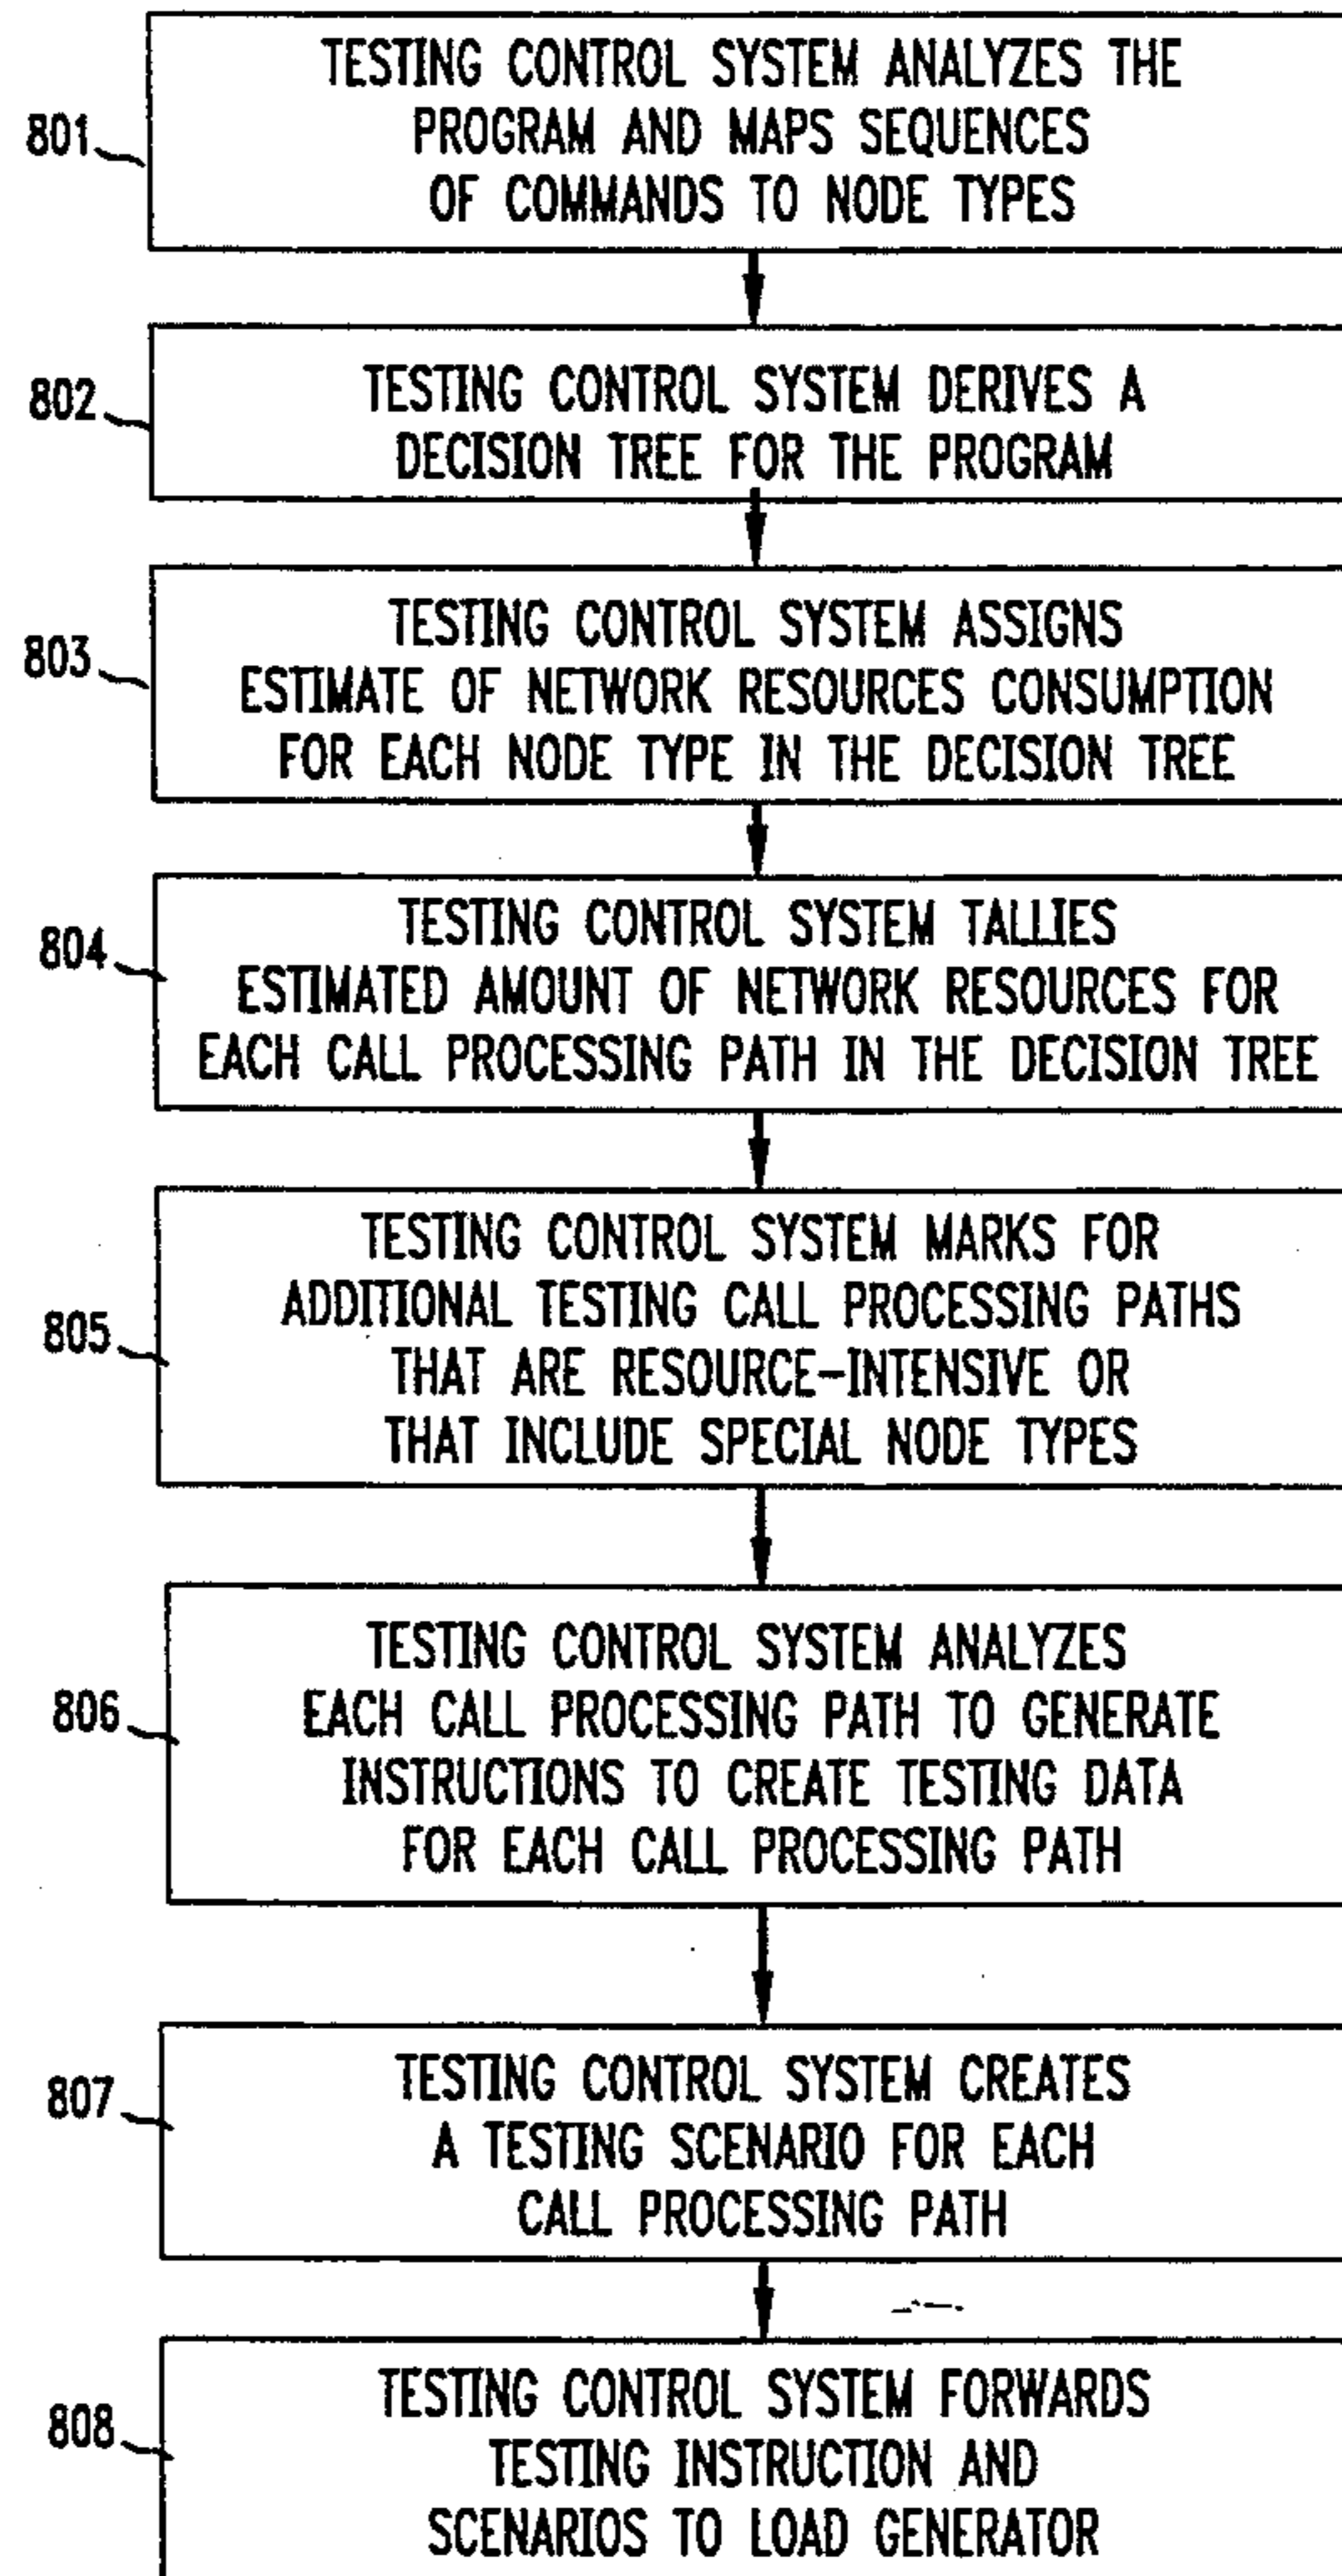 801
TESTING CONTROL SYSTEM ANALYZES THE
PROGRAM AND MAPS SEQUENCES
OF COMMANDS TO NODE TYPES
802
TESTING CONTROL SYSTEM DERIVES A
DECISION TREE FOR THE PROGRAM
803
TESTING CONTROL SYSTEM ASSIGNS
ESTIMATE OF NETWORK RESOURCES CONSUMPTION
FOR EACH NODE TYPE IN THE DECISION TREE
804
TESTING CONTROL SYSTEM TALLIES
ESTIMATED AMOUNT OF NETWORK RESOURCES FOR
EACH CALL PROCESSING PATH IN THE DECISION TREE
805
TESTING CONTROL SYSTEM MARKS FOR
ADDITIONAL TESTING CALL PROCESSING PATHS
THAT ARE RESOURCE-INTENSIVE OR
THAT INCLUDE SPECIAL NODE TYPES
806
TESTING CONTROL SYSTEM ANALYZES
EACH CALL PROCESSING PATH TO GENERATE
INSTRUCTIONS TO CREATE TESTING DATA
FOR EACH CALL PROCESSING PATH
807
TESTING CONTROL SYSTEM CREATES
A TESTING SCENARIO FOR EACH
CALL PROCESSING PATH
808
TESTING CONTROL SYSTEM FORWARDS
TESTING INSTRUCTION AND
SCENARIOS TO LOAD GENERATOR